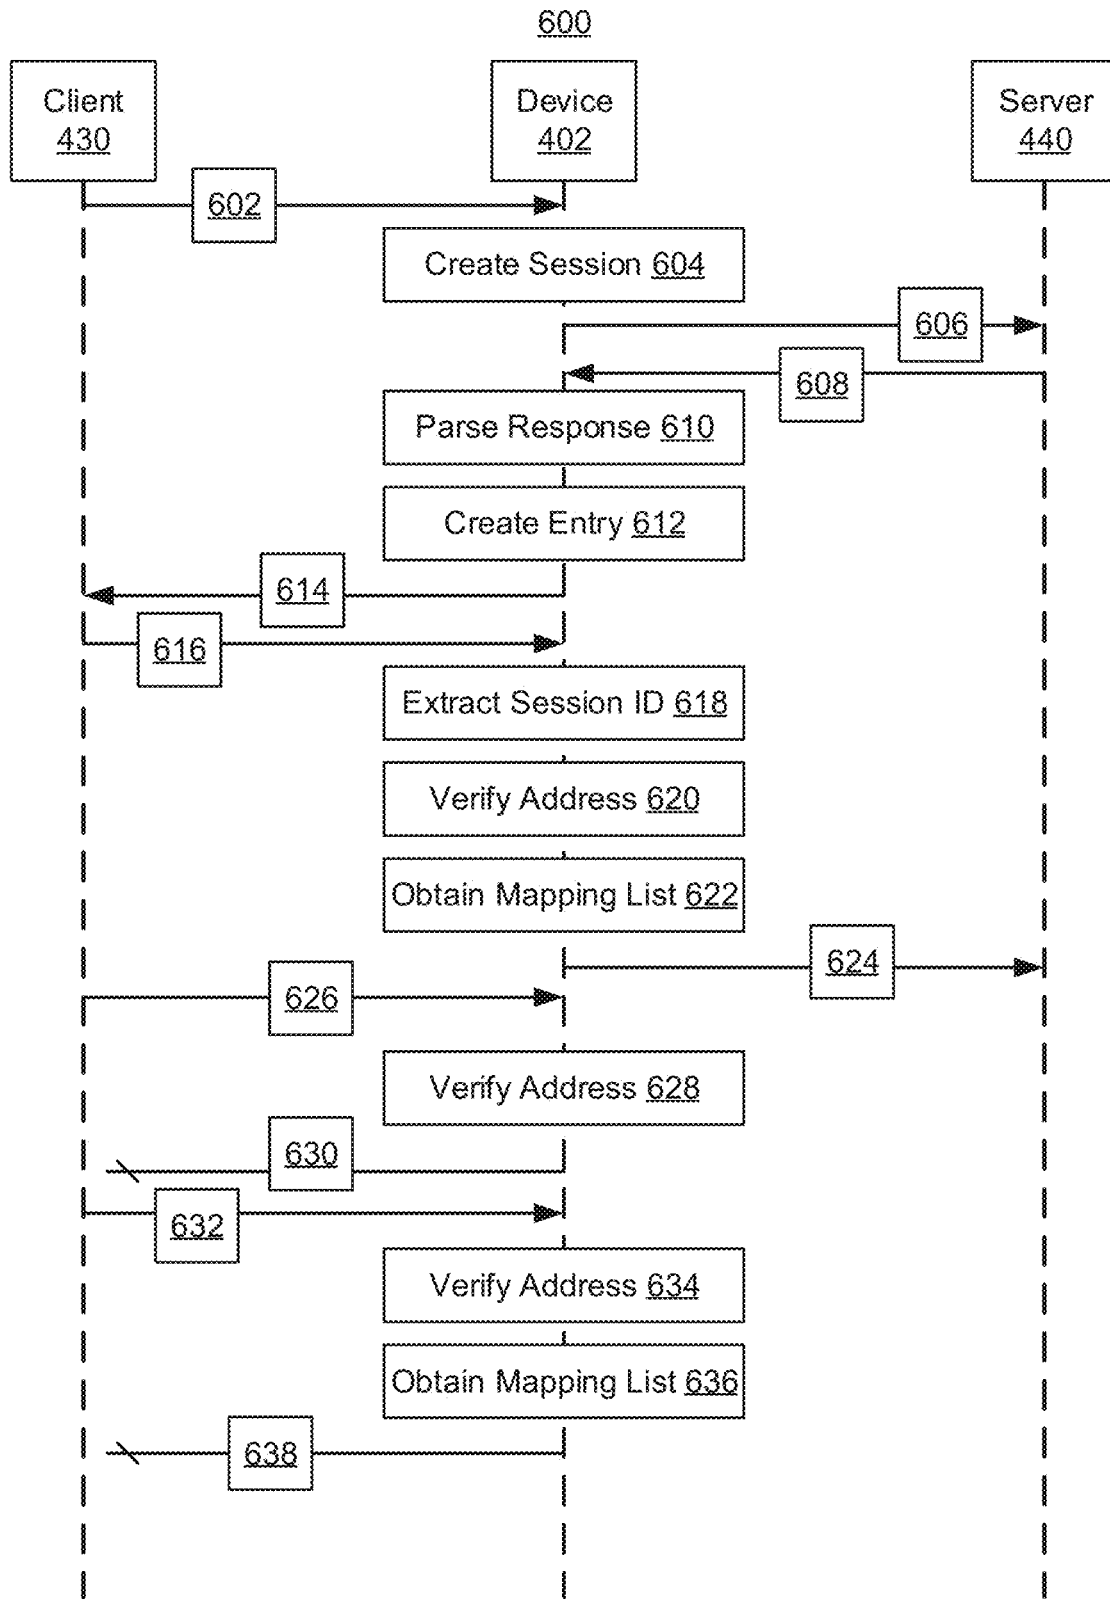 600
Client
430
Device
402
Server
440
602
Create Session 604
606
608
Parse Response 610
Create Entry 612
614
616
Extract Session ID 618
Verify Address 620
Obtain Mapping List 622
624
626
Verify Address 628
630
632
Verify Address 634
Obtain Mapping List 636
638